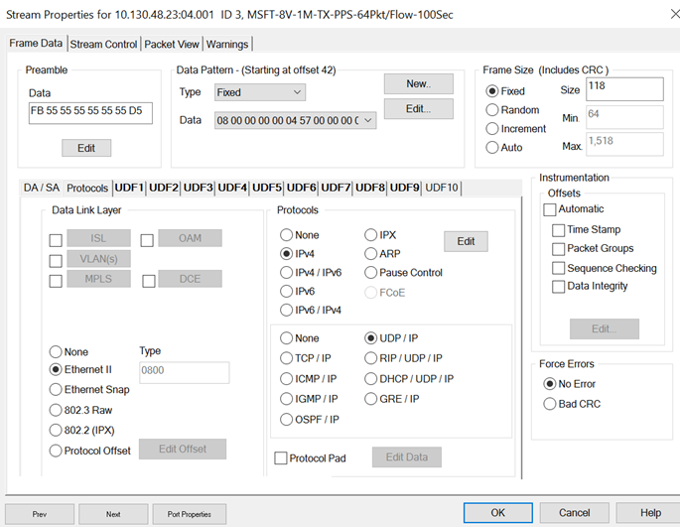 Stream Properties for 10.130.48.23:04.001 ID 3, MSFT-8V-1M-TX-PPS-64Pkt/Flow-100Sec
Frame Data Stream Control Packet View Warnings
Preamble
Data
FB 55 55 55 55 55 55 D5
Edit
Data Pattern - (Starting at offset 42)
Type Fixed New..
Data 08 00 00 00 00 04 57 00 00 00 0 Edit...
Frame Size (Includes CRC )
Fixed Size 118
Random Min. 64
Increment
Auto Max. 1,518
DA / SA Protocols UDF1 UDF2 UDF3 UDF4 UDF5 UDF6 UDF7 UDF8 UDF9 UDF10
Data Link Layer
ISL OAM
VLAN(s)
MPLS DCE
None Type
Ethernet II 0800
Ethernet Snap
802.3 Raw
802.2 (IPX)
Protocol Offset Edit Offset
Protocols
None IPX Edit
IPv4 ARP
IPv4 / IPv6 Pause Control
IPv6 FCoE
IPv6 / IPv4
None UDP / IP
TCP / IP RIP / UDP / IP
ICMP / IP DHCP / UDP / IP
IGMP / IP GRE / IP
OSPF / IP
Protocol Pad Edit Data
Instrumentation
Offsets
Automatic
Time Stamp
Packet Groups
Sequence Checking
Data Integrity
Edit...
Force Errors
No Error
Bad CRC
Prev Next Port Properties OK Cancel Help